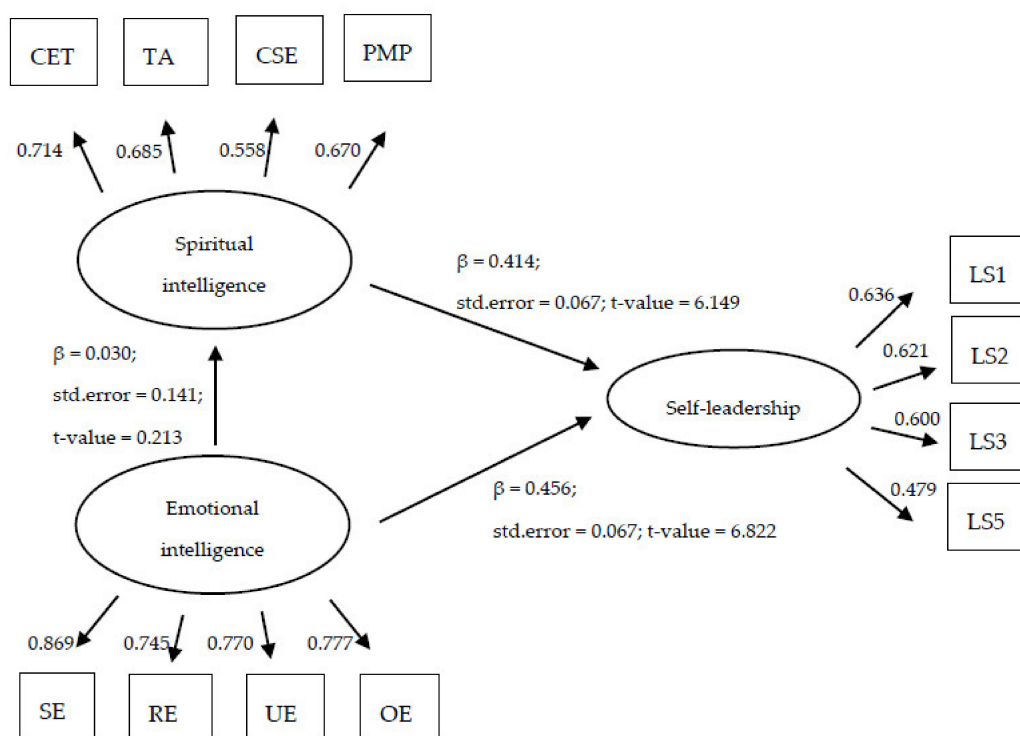 CET
TA
CSE
PMP
0.714
0.685
0.558
0.670
Spiritual
intelligence
β = 0.414;
std.error = 0.067; t-value = 6.149
LS1
0.636
LS2
0.621
β = 0.030;
std.error = 0.141;
t-value = 0.213
Self-leadership
LS3
0.600
0.479
LS5
β = 0.456;
std.error = 0.067; t-value = 6.822
Emotional
intelligence
0.869
0.745
0.770
0.777
SE
RE
UE
OE